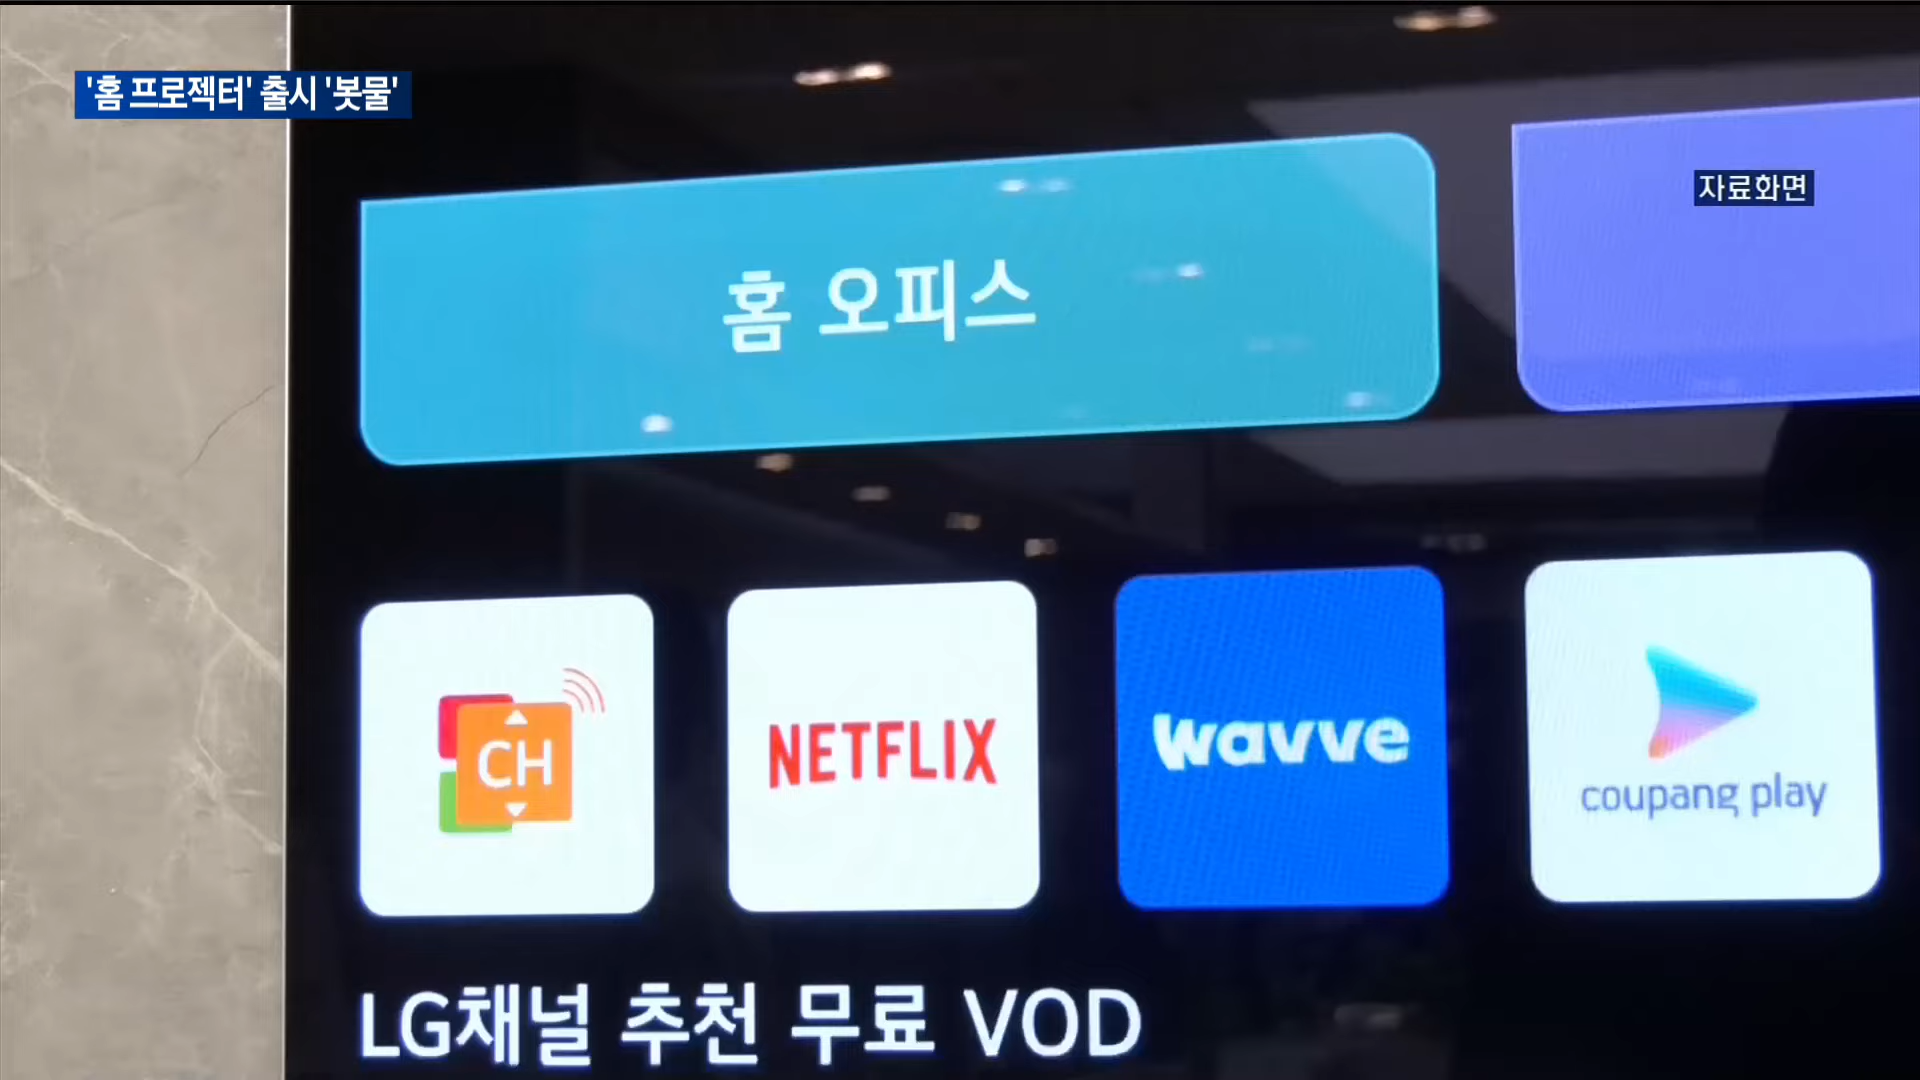 '홈 프로젝터' 출시 '봇물'
자료화면
홈 오피스
CH
NETFLIX
wavve
coupang play
LG채널 추천 무료 VOD